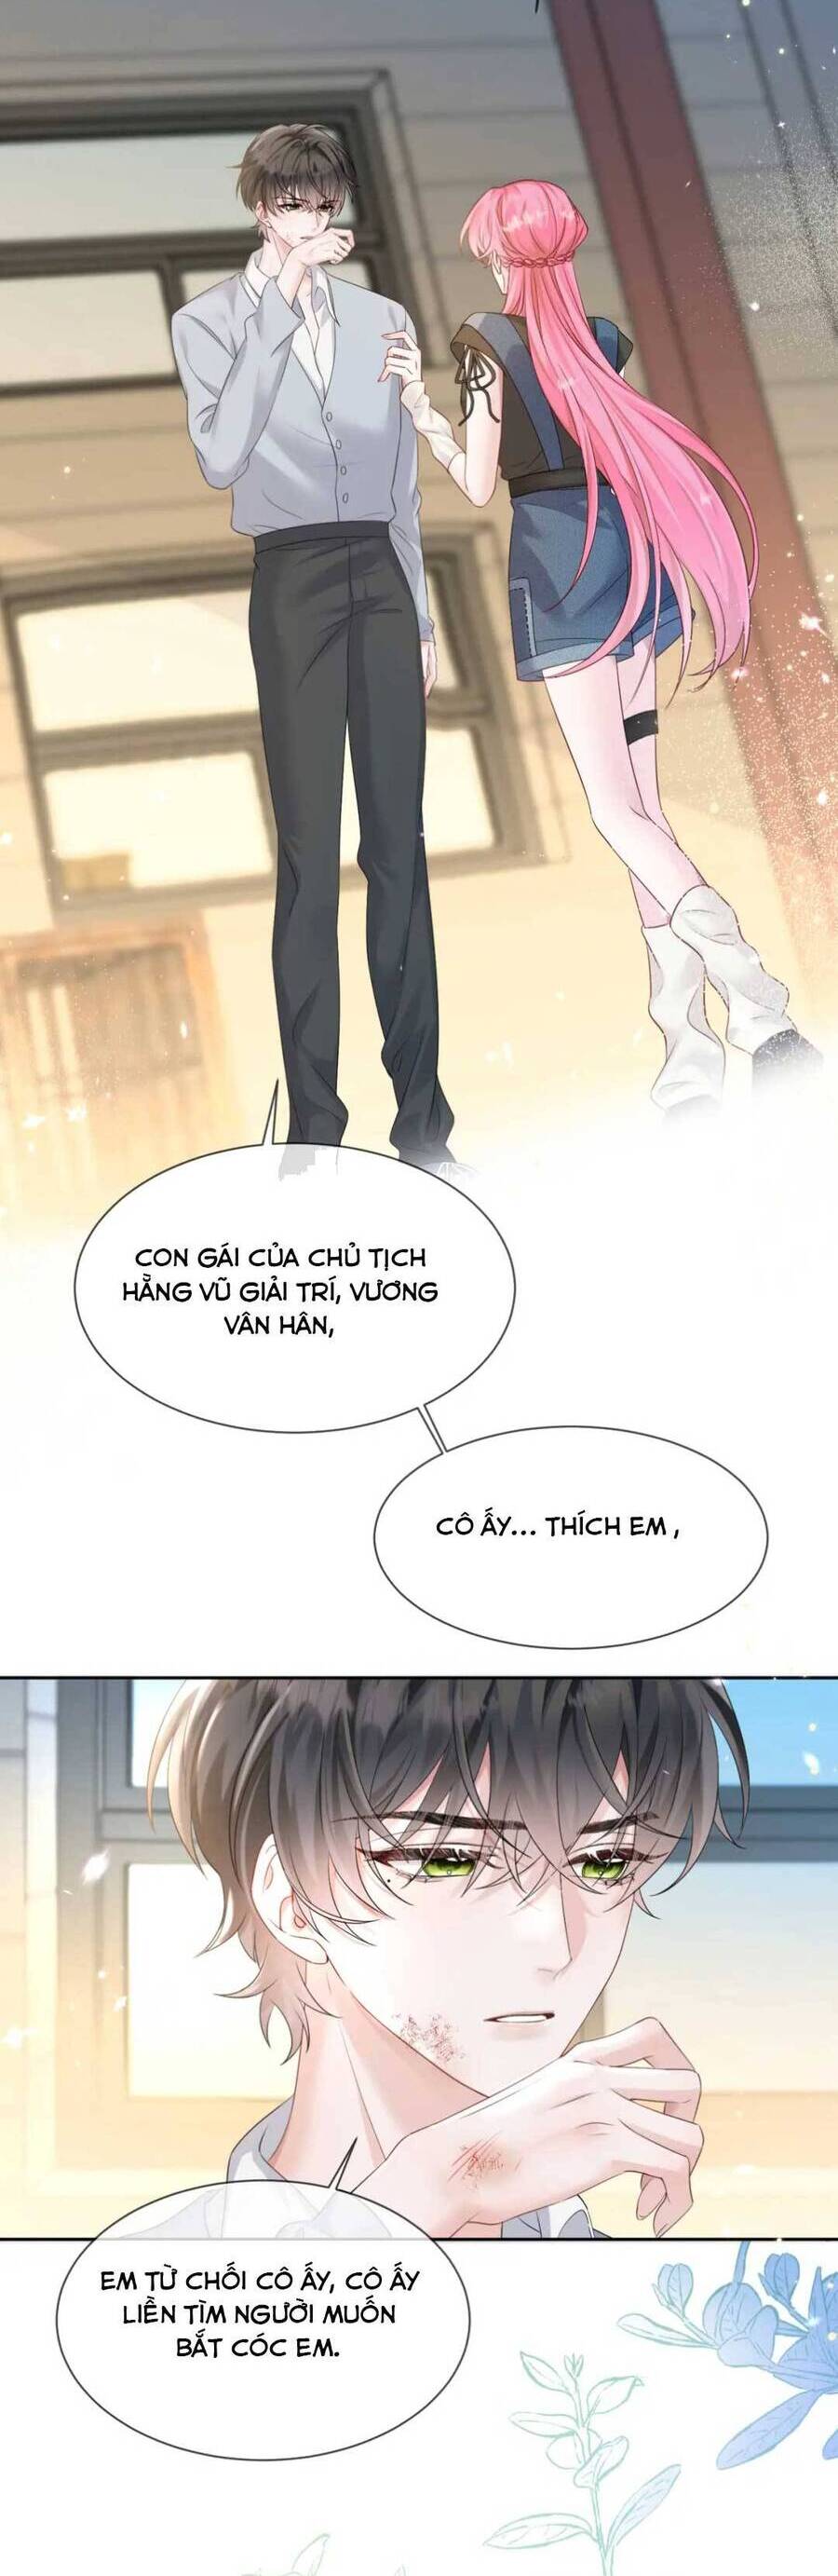 CON GÁI CỦA CHỦ TỊCH
HẰNG VŨ GIẢI TRÍ, VƯƠNG
VÂN HÂN,
CÔ ẤY... THÍCH EM ,
EM TỪ CHỐI CÔ ẤY, CÔ ẤY
LIỀN TÌM NGƯỜI MUỐN
BẮT CÓC EM.